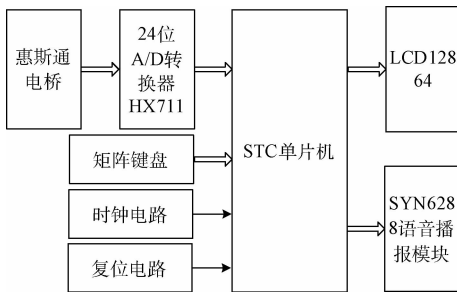 惠斯通
电桥
24位
A/D转
换器
HX711
矩阵键盘
时钟电路
复位电路
STC单片机
LCD128
64
SYN628
8语音播
报模块